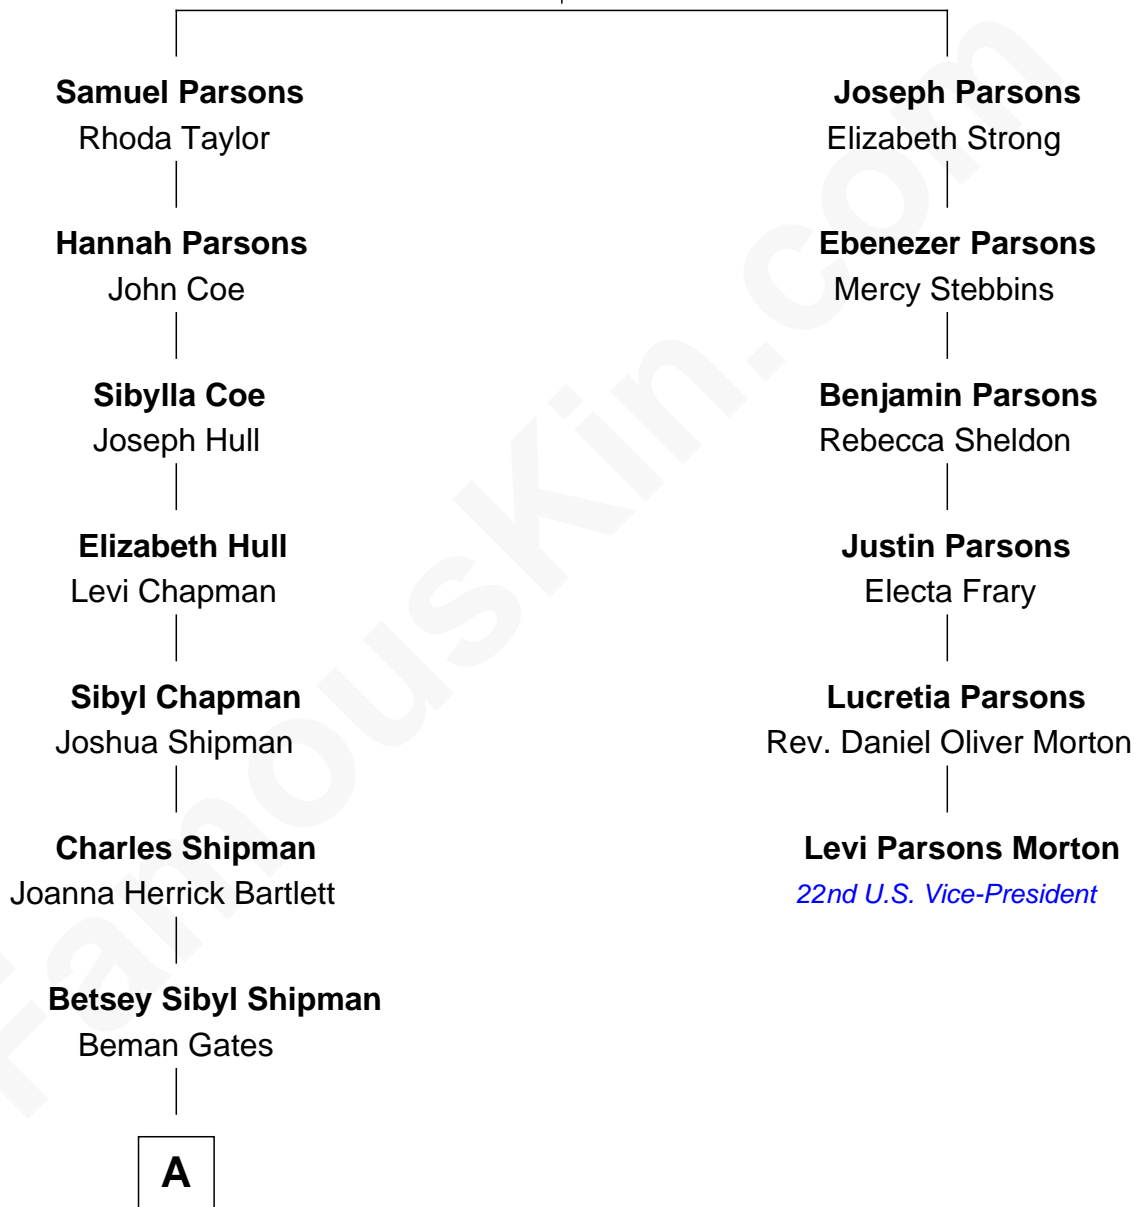 Samuel Parsons
Rhoda Taylor
Joseph Parsons
Elizabeth Strong
Hannah Parsons
John Coe
Ebenezer Parsons
Mercy Stebbins
Sibylla Coe
Joseph Hull
Benjamin Parsons
Rebecca Sheldon
Elizabeth Hull
Levi Chapman
Justin Parsons
Electa Frary
Sibyl Chapman
Joshua Shipman
Lucretia Parsons
Rev. Daniel Oliver Morton
Charles Shipman
Joanna Herrick Bartlett
Levi Parsons Morton
22nd U.S. Vice-President
Betsey Sibyl Shipman
Beman Gates
A
FamousKin.com